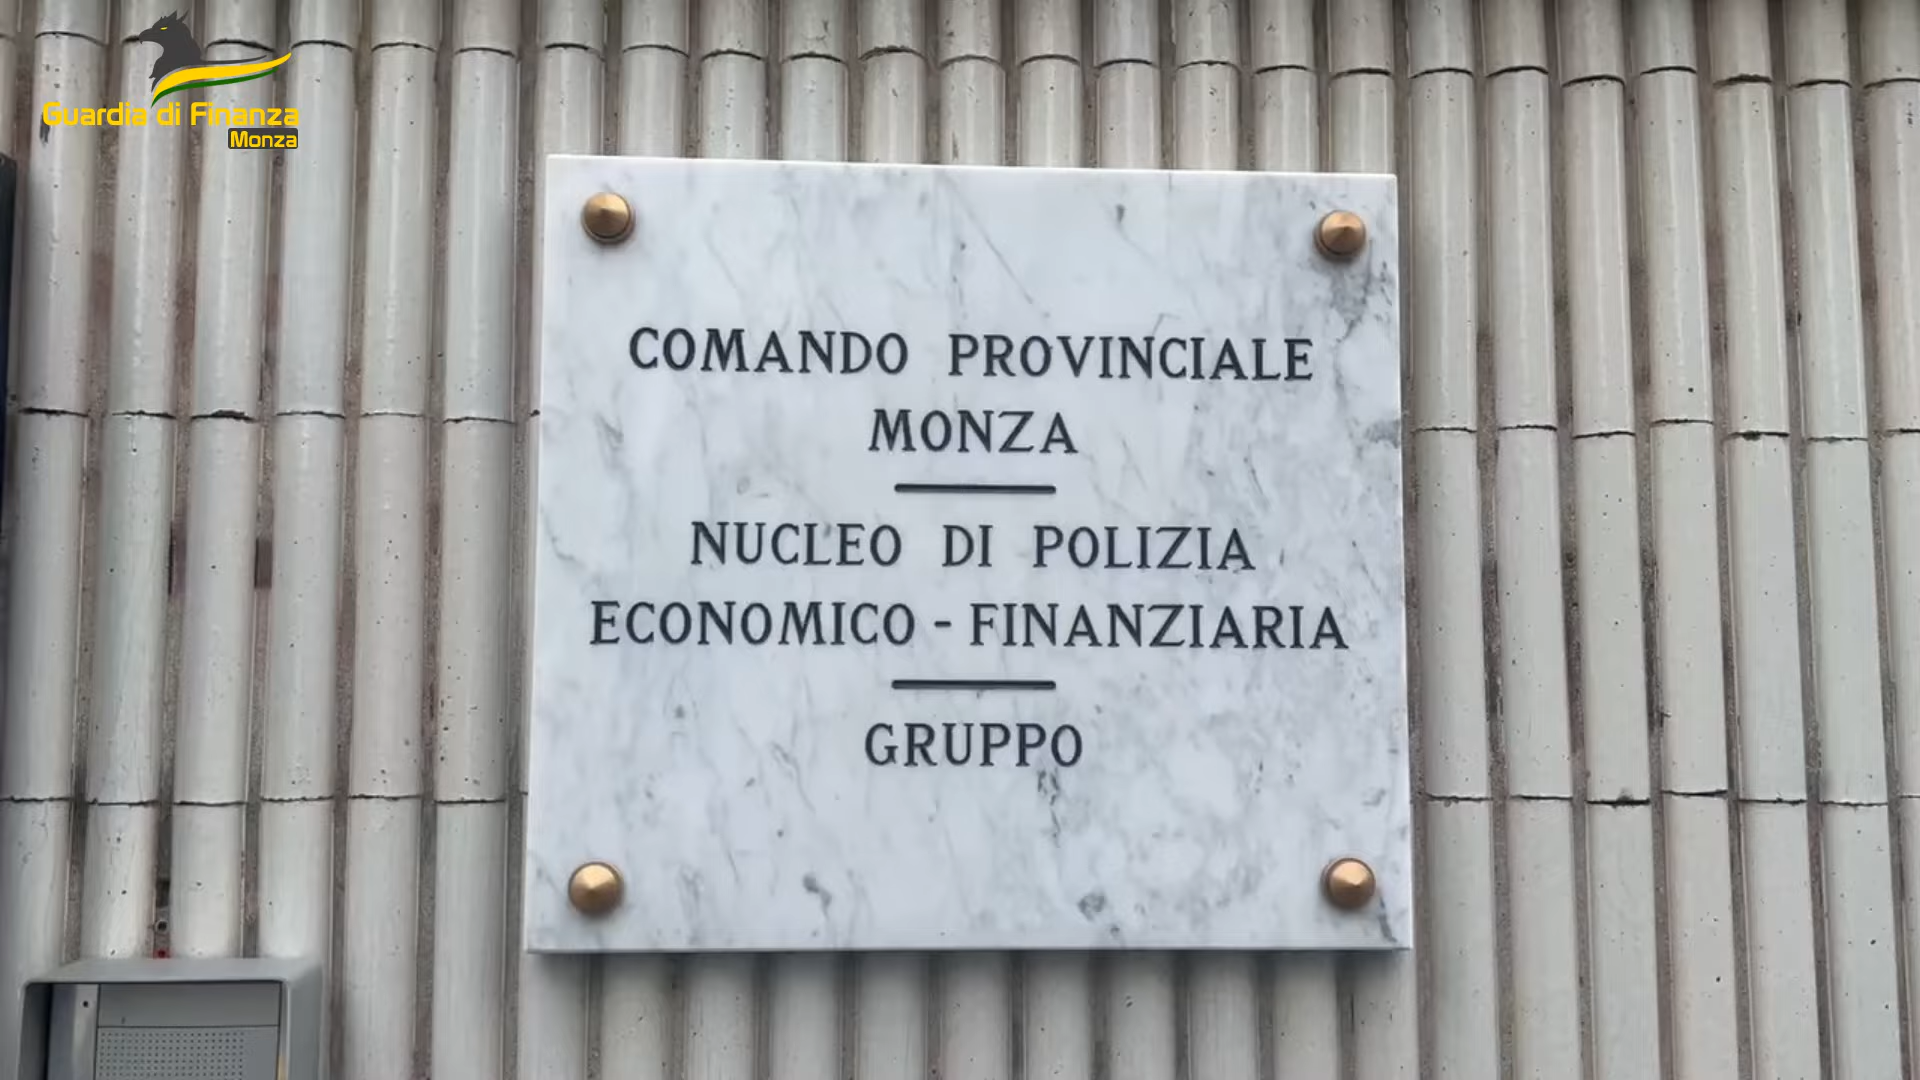 Guardia di Finanza
Monza
COMANDO PROVINCIALE
MONZA
NUCLEO DI POLIZIA
ECONOMICO - FINANZIARIA
GRUPPO